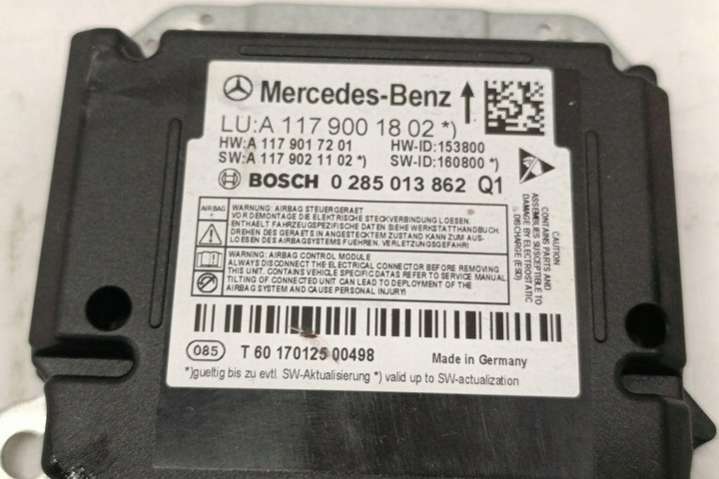 Mercedes-Benz
LU:A 117 900 18 02 *)
HW:A 117 901 72 01 HW-ID:153800
SW:A 117 902 11 02 *) SW-ID:160800 *)
BOSCH 0 285 013 862 Q1
AIRBAG
WARNUNG: AIRBAG STEUERGERAET
VOR DEMONTAGE DIE ELEKTRISCHE STECKVERBINDUNG LOESEN.
ENTHAELT FAHRZEUGSPEZIFISCHE DATEN SIEHE WERKSTATTHANDBUCH
DREHEN DES GERAETS IN ANGESTECKTEM ZUSTAND KANN ZUM AUS-
LOESEN DES AIRBAGSYSTEMS FUEHREN. VERLETZUNGSGEFAHR!
WARNING: AIRBAG CONTROL MODULE
ALWAYS DISCONNECT THE ELECTRICAL CONNECTOR BEFORE REMOVING
THIS UNIT. CONTAINS VEHICLE SPECIFIC DATAS REFER TO SERVICE MANUAL
TILTING OF CONNECTED UNIT CAN LEAD TO DEPLOYMENT OF THE
AIRBAG SYSTEM AND CAUSE PERSONAL INJURY!
CAUTION
CONTAINS PARTS AND
ASSEMBLIES SUSCEPTIBLE TO
DAMAGE BY ELECTROSTATIC
DISCHARGE (ESD)
085 T 60 170125 00498 Made in Germany
*)gueltig bis zu evtl. SW-Aktualisierung *) valid up to SW-actualization